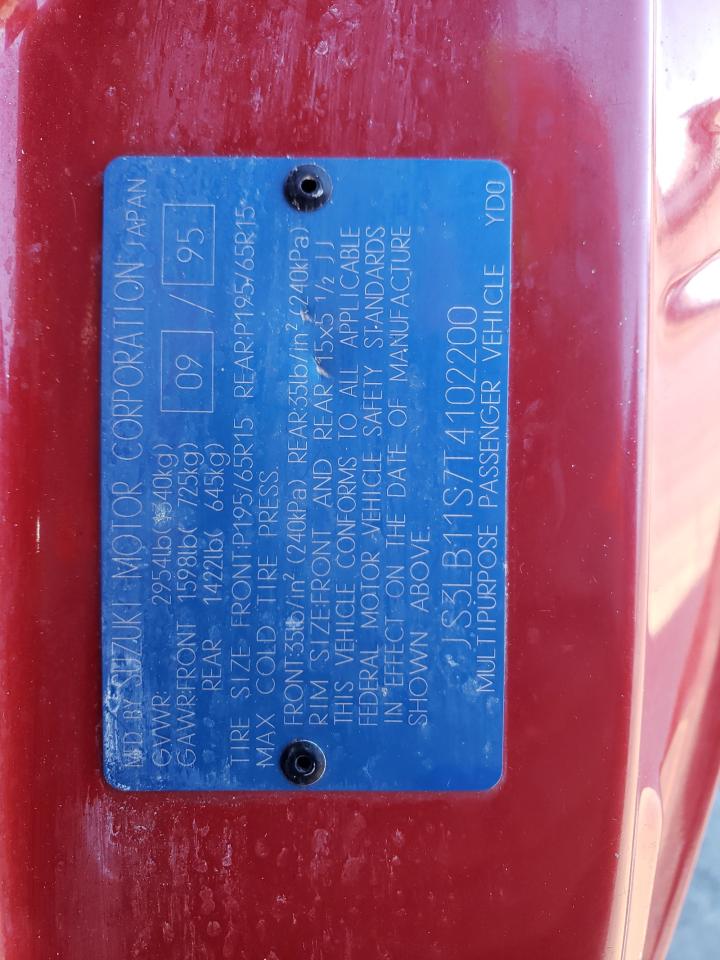 MFD BY SUZUKI MOTOR CORPORATION JAPAN
GVWR: 2954lb(1340kg)
GAWR:FRONT 1598lb( 725kg)
REAR 1422lb( 645kg)
09 / 95
TIRE SIZE FRONT:P195/65R15 REAR:P195/65R15
MAX COLD TIRE PRESS.
FRONT:35lb/in² (240kPa) REAR:35lb/in² (240kPa)
RIM SIZE:FRONT AND REAR 15x5 1/2 JJ
THIS VEHICLE CONFORMS TO ALL APPLICABLE
FEDERAL MOTOR VEHICLE SAFETY STANDARDS
IN EFFECT ON THE DATE OF MANUFACTURE
SHOWN ABOVE.
JS3LB11S7T4102200
MULTIPURPOSE PASSENGER VEHICLE YD0